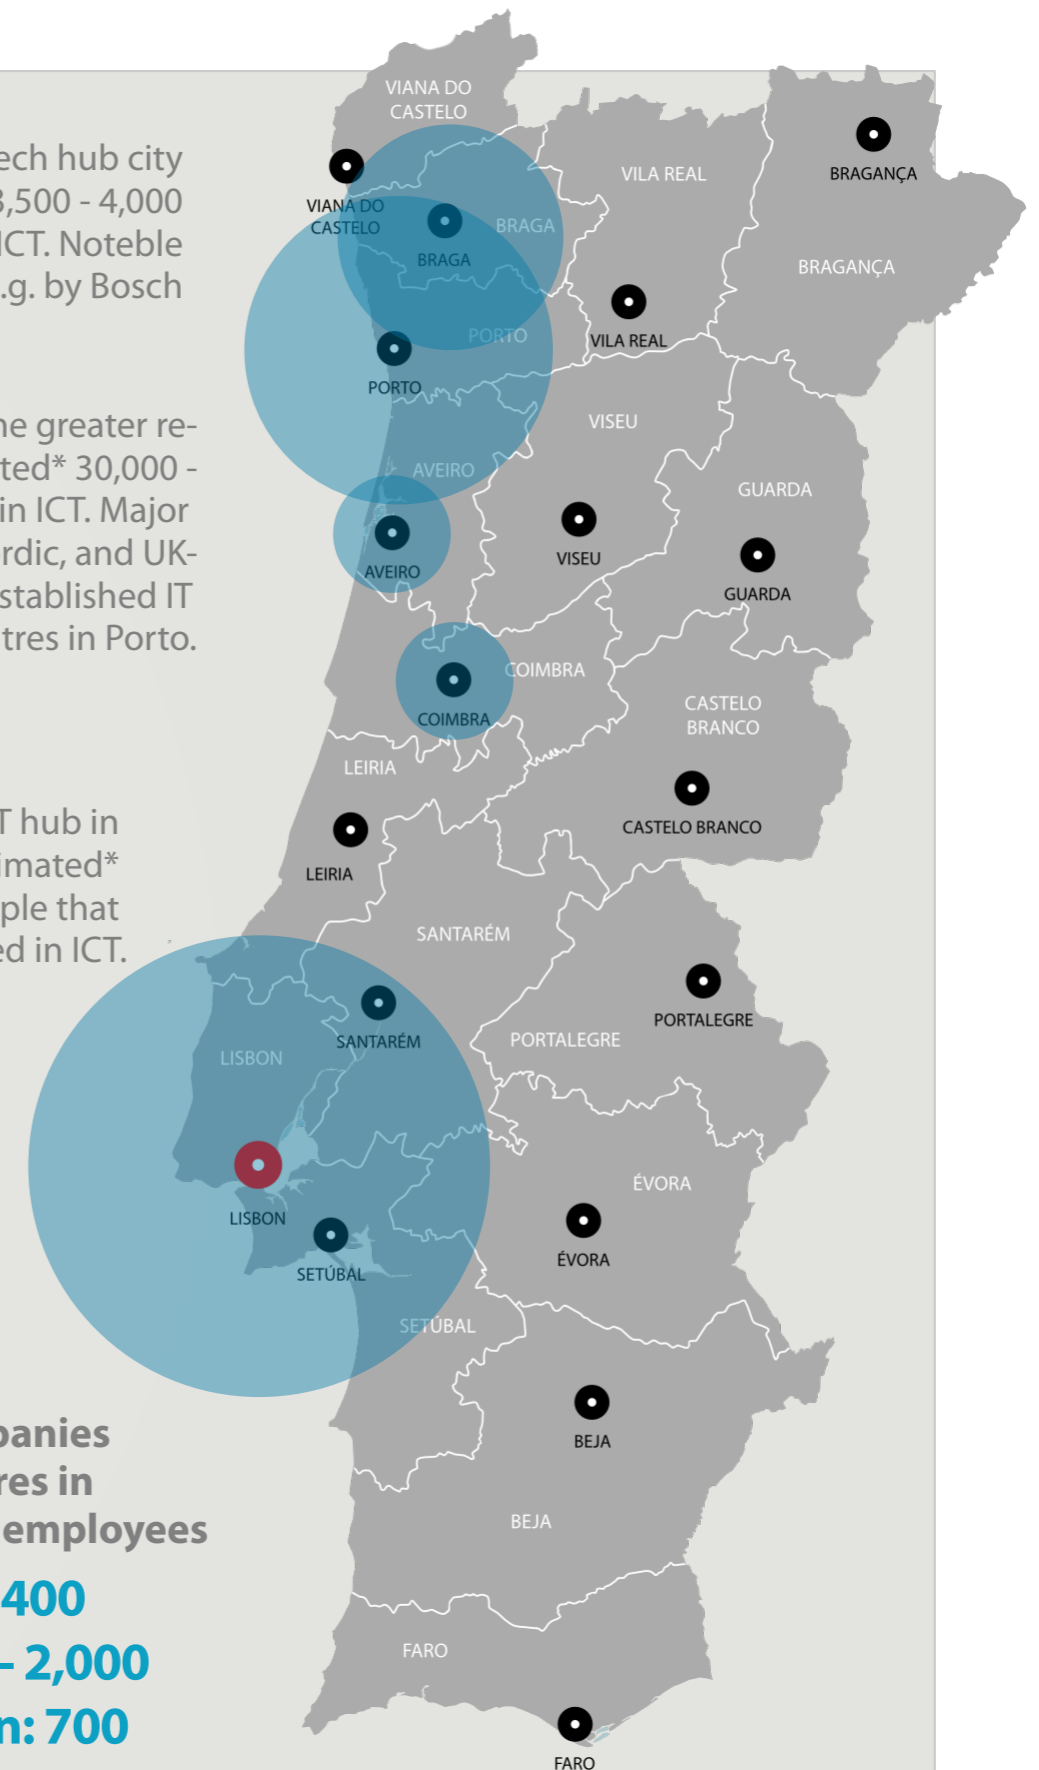 ech hub city
3,500 - 4,000
ICT. Noteble
.g. by Bosch
he greater re-
ted* 30,000 -
in ICT. Major
rdic, and UK-
stablished IT
tres in Porto.
T hub in
imated*
ple that
ed in ICT.
panies
res in
employees
400
- 2,000
n: 700
VIANA DO
CASTELO
VIANA DO
CASTELO
BRAGA
BRAGA
VILA REAL
VILA REAL
BRAGANÇA
BRAGANÇA
PORTO
PORTO
VISEU
VISEU
AVEIRO
AVEIRO
GUARDA
GUARDA
COIMBRA
COIMBRA
CASTELO
BRANCO
CASTELO BRANCO
LEIRIA
LEIRIA
SANTARÉM
SANTARÉM
PORTALEGRE
PORTALEGRE
LISBON
LISBON
SETÚBAL
SETÚBAL
ÉVORA
ÉVORA
BEJA
BEJA
FARO
FARO